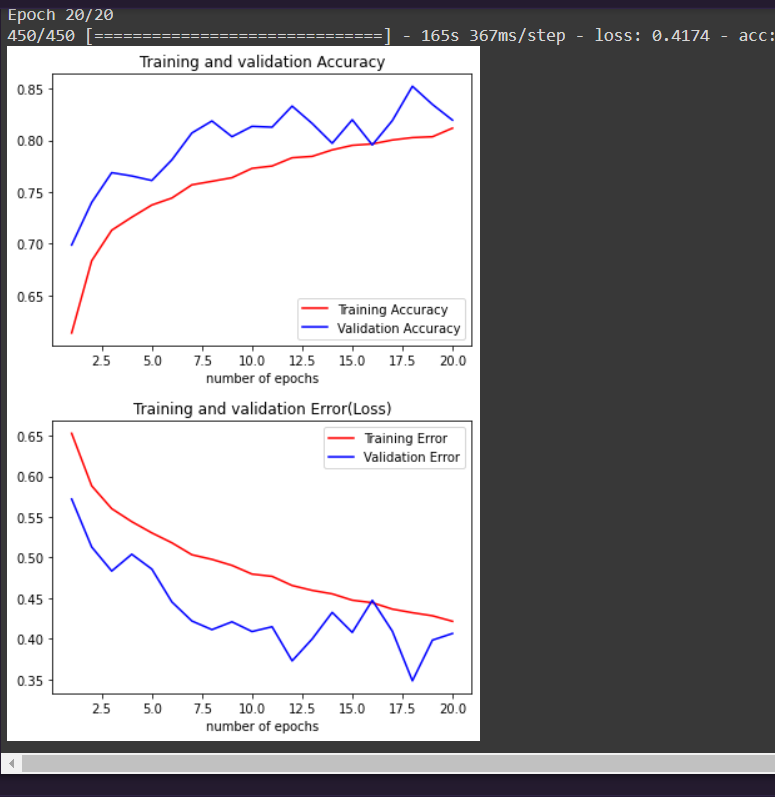 Epoch 20/20
450/450 [==============================] - 165s 367ms/step - loss: 0.4174 - acc:
Training and validation Accuracy
0.85
0.80
0.75
0.70
0.65
Training Accuracy
Validation Accuracy
2.5 5.0 7.5 10.0 12.5 15.0 17.5 20.0
number of epochs
Training and validation Error(Loss)
0.65
0.60
0.55
0.50
0.45
0.40
0.35
Training Error
Validation Error
2.5 5.0 7.5 10.0 12.5 15.0 17.5 20.0
number of epochs